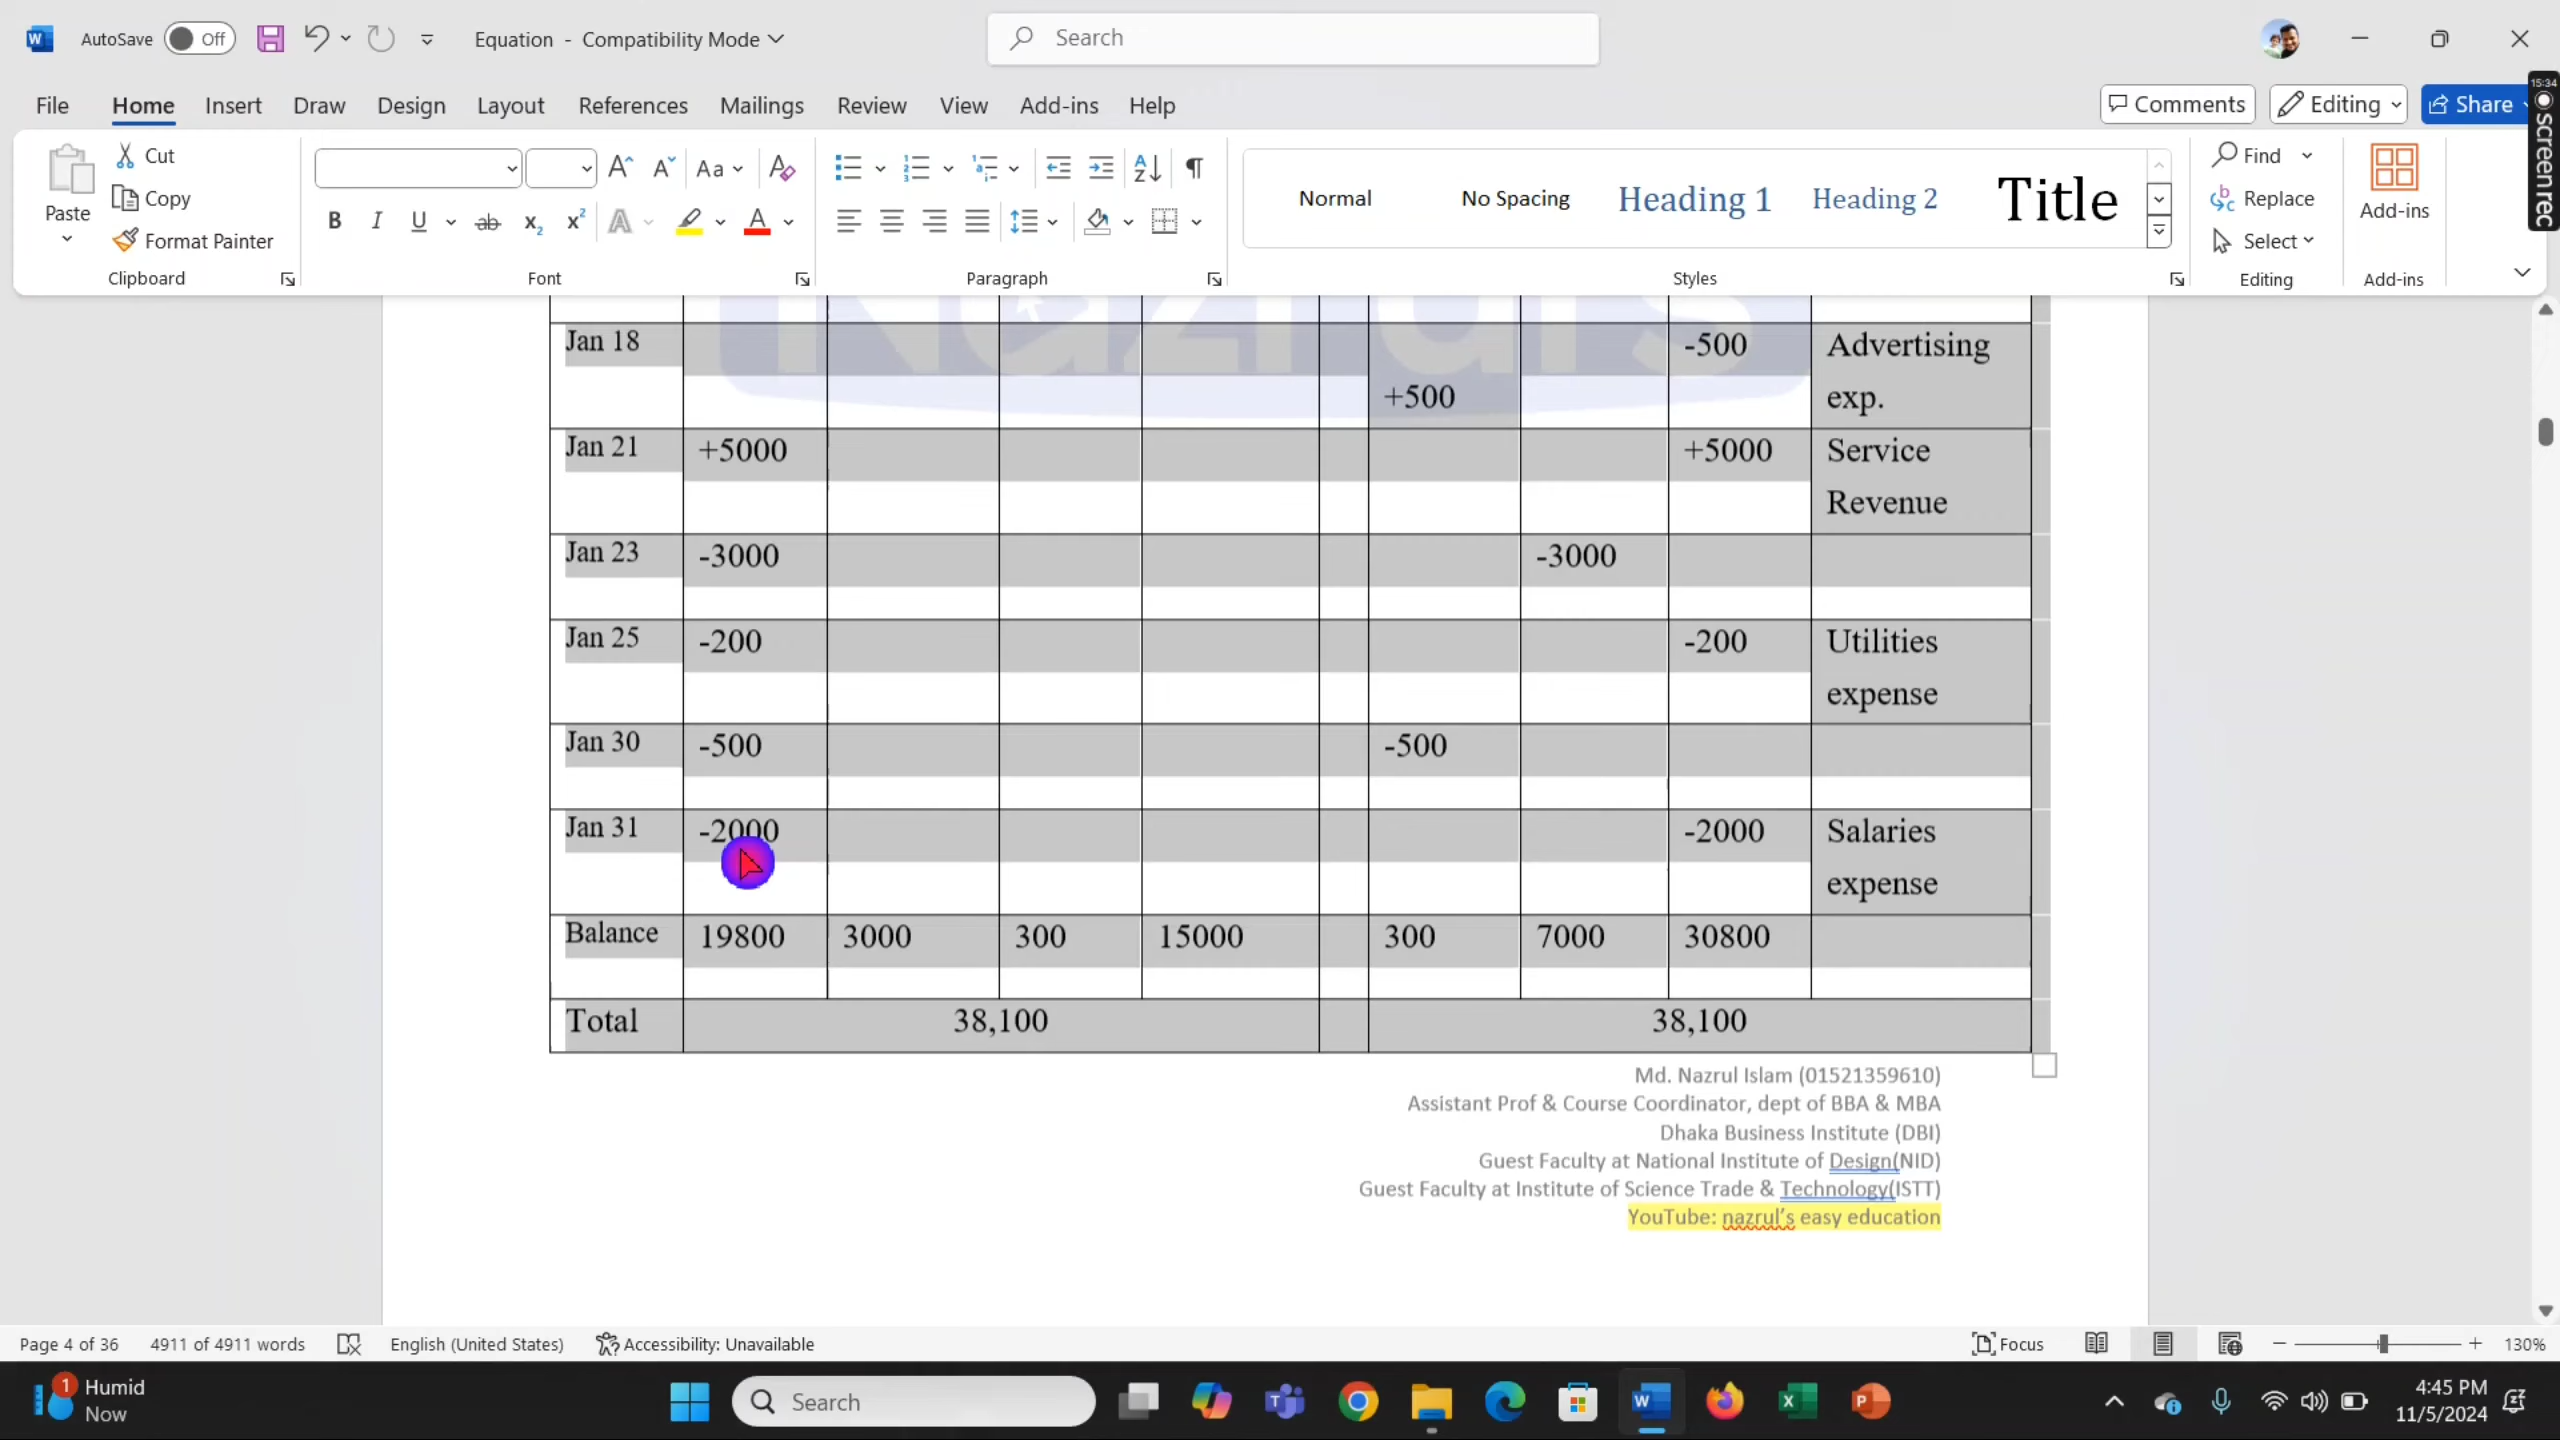 AutoSave Off Equation - Compatibility Mode Search
15:34
screen rec
File Home Insert Draw Design Layout References Mailings Review View Add-ins Help Comments Editing Share
Paste
Cut
Copy
Format Painter
Clipboard
Font
Paragraph
Normal No Spacing Heading 1 Heading 2 Title
Styles
Find
Replace
Select
Editing
Add-ins
Add-ins
Nazrul's
Jan 18 -500 Advertising
+500 exp.
Jan 21 +5000 +5000 Service
Revenue
Jan 23 -3000 -3000
Jan 25 -200 -200 Utilities
expense
Jan 30 -500 -500
Jan 31 -2000 -2000 Salaries
expense
Balance 19800 3000 300 15000 300 7000 30800
Total 38,100 38,100
Md. Nazrul Islam (01521359610)
Assistant Prof & Course Coordinator, dept of BBA & MBA
Dhaka Business Institute (DBI)
Guest Faculty at National Institute of Design(NID)
Guest Faculty at Institute of Science Trade & Technology(ISTT)
YouTube: nazrul’s easy education
Page 4 of 36 4911 of 4911 words English (United States) Accessibility: Unavailable Focus 130%
1 Humid
Now
Search
4:45 PM
11/5/2024